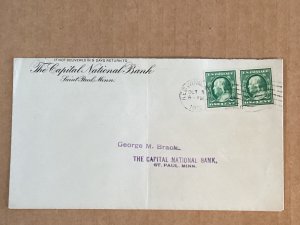 IF NOT DELIVERED IN 5 DAYS RETURN TO
The Capital National Bank
Saint Paul, Minn.
OCT
George M. Brack,
THE CAPITAL NATIONAL BANK,
ST. PAUL, MINN.